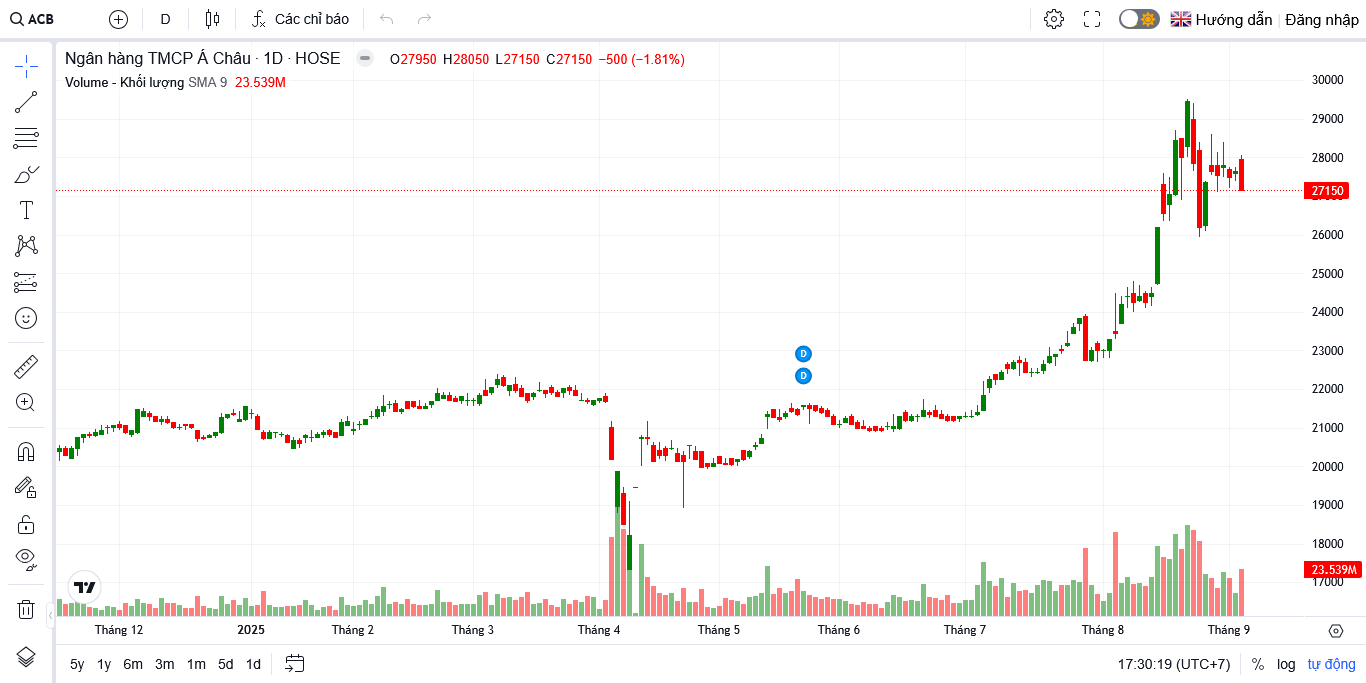 ACB D Các chỉ báo Hướng dẫn Đăng nhập
Ngân hàng TMCP Á Châu · 1D · HOSE O27950 H28050 L27150 C27150 −500 (−1.81%)
Volume - Khối lượng SMA 9 23.539M
30000
29000
28000
27150
27000
26000
25000
24000
23000
D
D
22000
21000
20000
19000
18000
23.539M
17000
Tháng 12 2025 Tháng 2 Tháng 3 Tháng 4 Tháng 5 Tháng 6 Tháng 7 Tháng 8 Tháng 9
5y 1y 6m 3m 1m 5d 1d 17:30:19 (UTC+7) % log tự động